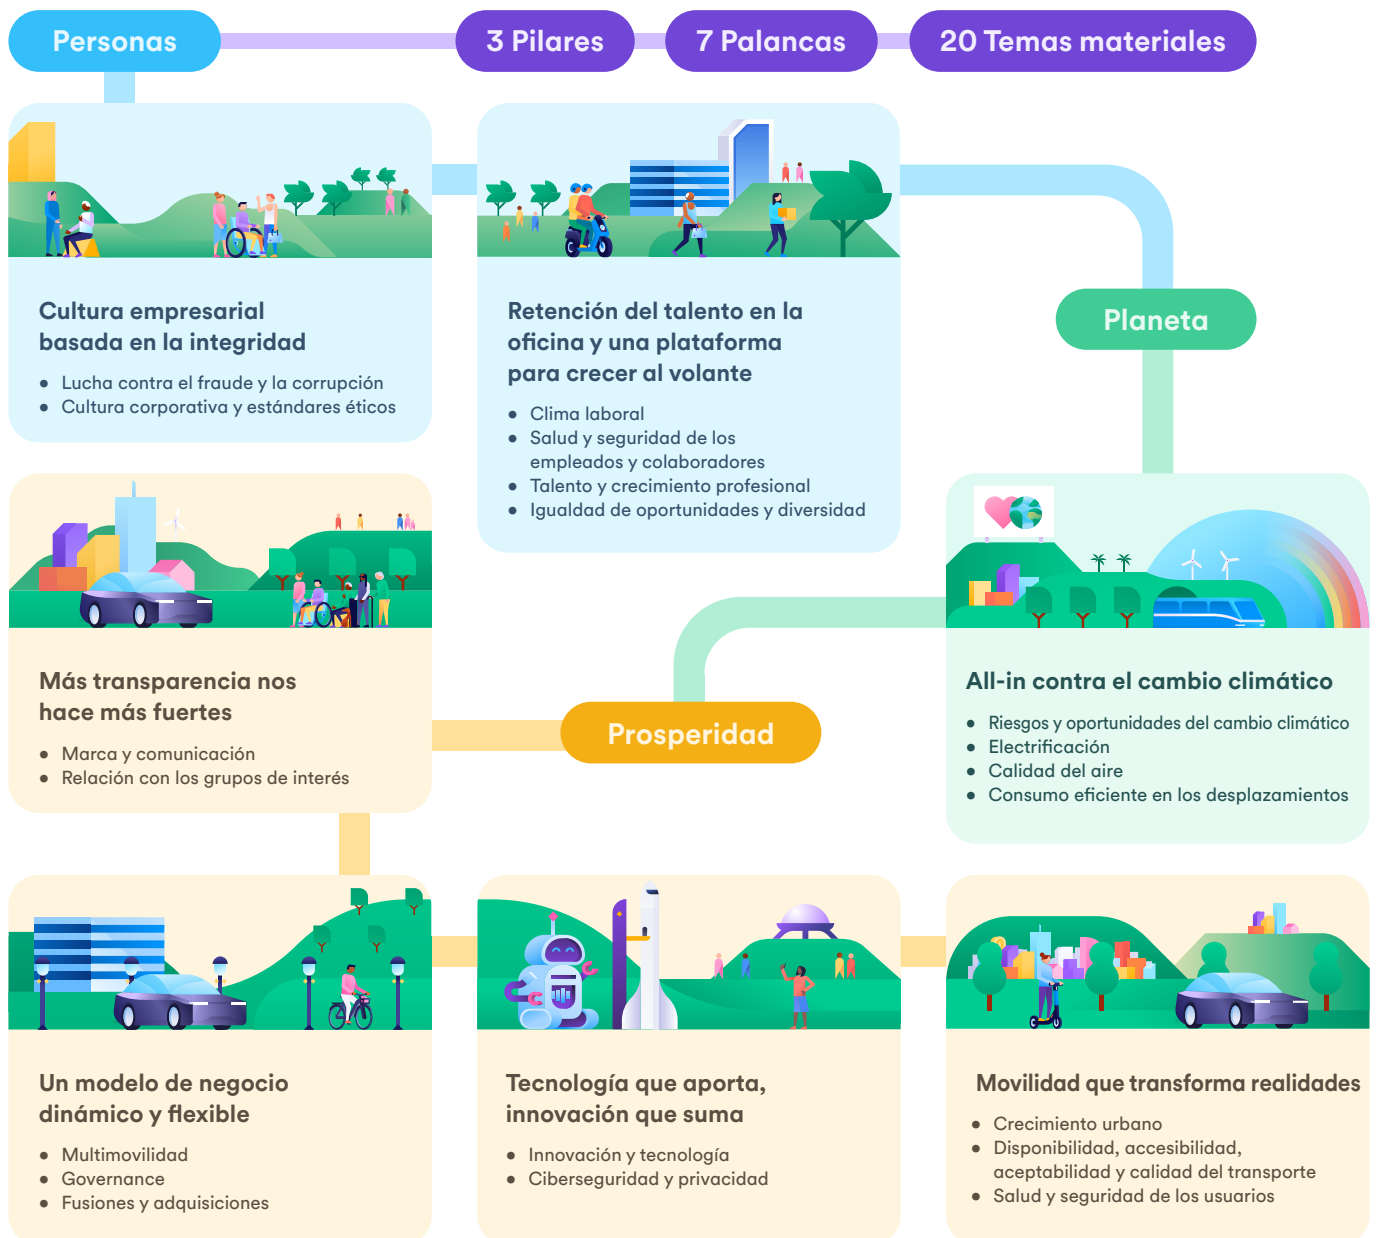 Personas
3 Pilares
7 Palancas
20 Temas materiales
Cultura empresarial
basada en la integridad
• Lucha contra el fraude y la corrupción
• Cultura corporativa y estándares éticos
Retención del talento en la
oficina y una plataforma
para crecer al volante
• Clima laboral
• Salud y seguridad de los
empleados y colaboradores
• Talento y crecimiento profesional
• Igualdad de oportunidades y diversidad
Planeta
All-in contra el cambio climático
• Riesgos y oportunidades del cambio climático
• Electrificación
• Calidad del aire
• Consumo eficiente en los desplazamientos
Prosperidad
Más transparencia nos
hace más fuertes
• Marca y comunicación
• Relación con los grupos de interés
Un modelo de negocio
dinámico y flexible
• Multimovilidad
• Governance
• Fusiones y adquisiciones
Tecnología que aporta,
innovación que suma
• Innovación y tecnología
• Ciberseguridad y privacidad
Movilidad que transforma realidades
• Crecimiento urbano
• Disponibilidad, accesibilidad,
aceptabilidad y calidad del transporte
• Salud y seguridad de los usuarios